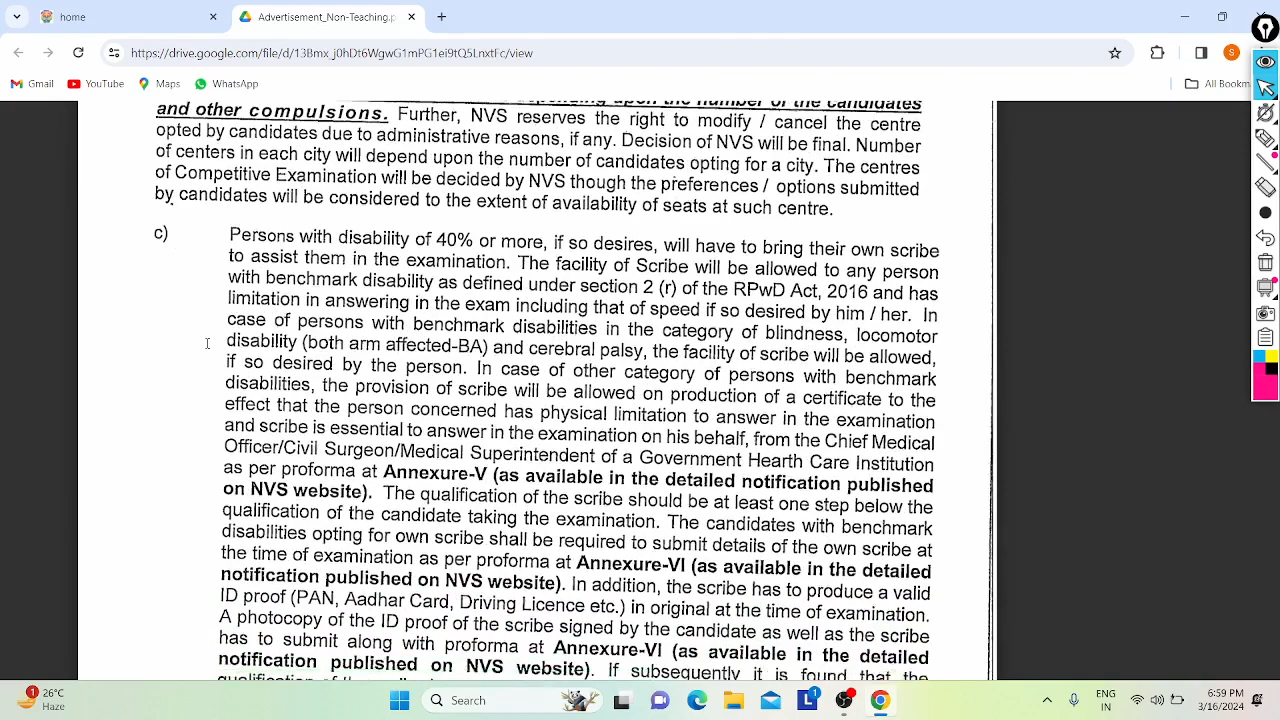 home
Advertisement_Non-Teaching.p
https://drive.google.com/file/d/13Bmx_j0hDt6WgwG1mPG1ei9tQ5LnxtFc/view
S
Gmail YouTube Maps WhatsApp All Bookm
depending upon the number of the candidates
and other compulsions. Further, NVS reserves the right to modify / cancel the centre
opted by candidates due to administrative reasons, if any. Decision of NVS will be final. Number
of centers in each city will depend upon the number of candidates opting for a city. The centres
of Competitive Examination will be decided by NVS though the preferences / options submitted
by candidates will be considered to the extent of availability of seats at such centre.
c) Persons with disability of 40% or more, if so desires, will have to bring their own scribe
to assist them in the examination. The facility of Scribe will be allowed to any person
with benchmark disability as defined under section 2 (r) of the RPwD Act, 2016 and has
limitation in answering in the exam including that of speed if so desired by him / her. In
case of persons with benchmark disabilities in the category of blindness, locomotor
disability (both arm affected-BA) and cerebral palsy, the facility of scribe will be allowed,
if so desired by the person. In case of other category of persons with benchmark
disabilities, the provision of scribe will be allowed on production of a certificate to the
effect that the person concerned has physical limitation to answer in the examination
and scribe is essential to answer in the examination on his behalf, from the Chief Medical
Officer/Civil Surgeon/Medical Superintendent of a Government Hearth Care Institution
as per proforma at Annexure-V (as available in the detailed notification published
on NVS website). The qualification of the scribe should be at least one step below the
qualification of the candidate taking the examination. The candidates with benchmark
disabilities opting for own scribe shall be required to submit details of the own scribe at
the time of examination as per proforma at Annexure-VI (as available in the detailed
notification published on NVS website). In addition, the scribe has to produce a valid
ID proof (PAN, Aadhar Card, Driving Licence etc.) in original at the time of examination.
A photocopy of the ID proof of the scribe signed by the candidate as well as the scribe
has to submit along with proforma at Annexure-VI (as available in the detailed
notification published on NVS website). If subsequently it is found that the
qualification of the
1
26°C
Haze
Search
L
1
ENG
IN
6:59 PM
3/16/2024